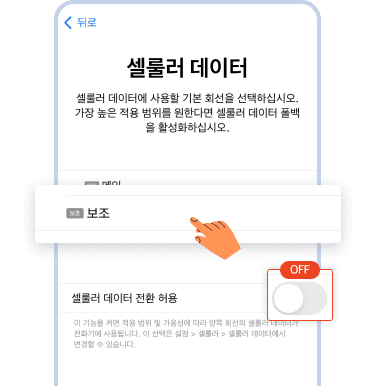 뒤로
셀룰러 데이터
셀룰러 데이터에 사용할 기본 회선을 선택하십시오.
가장 높은 적용 범위를 원한다면 셀룰러 데이터 폴백
을 활성화하십시오.
메인
보조 보조
OFF
셀룰러 데이터 전환 허용
이 기능을 켜면 적용 범위 및 가용성에 따라 양쪽 회선의 셀룰러 데이터가
전화기에 사용됩니다. 이 선택은 설정 > 셀룰러 > 셀룰러 데이터에서
변경할 수 있습니다.